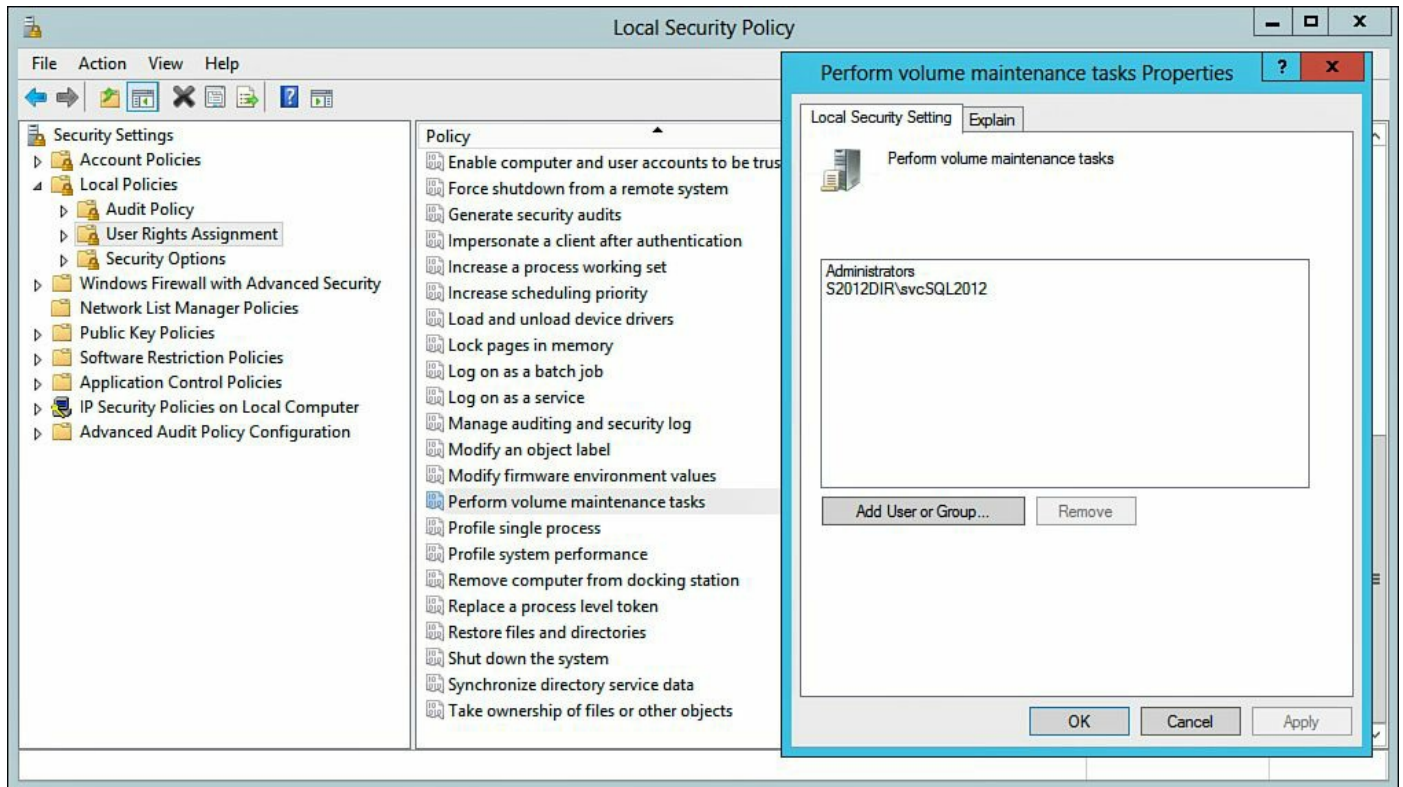 Local Security Policy
File Action View Help
Security Settings
Account Policies
Local Policies
Audit Policy
User Rights Assignment
Security Options
Windows Firewall with Advanced Security
Network List Manager Policies
Public Key Policies
Software Restriction Policies
Application Control Policies
IP Security Policies on Local Computer
Advanced Audit Policy Configuration
Policy
Enable computer and user accounts to be trus
Force shutdown from a remote system
Generate security audits
Impersonate a client after authentication
Increase a process working set
Increase scheduling priority
Load and unload device drivers
Lock pages in memory
Log on as a batch job
Log on as a service
Manage auditing and security log
Modify an object label
Modify firmware environment values
Perform volume maintenance tasks
Profile single process
Profile system performance
Remove computer from docking station
Replace a process level token
Restore files and directories
Shut down the system
Synchronize directory service data
Take ownership of files or other objects
Perform volume maintenance tasks Properties
Local Security Setting Explain
Perform volume maintenance tasks
Administrators
S2012DIR\svcSQL2012
Add User or Group... Remove
OK Cancel Apply